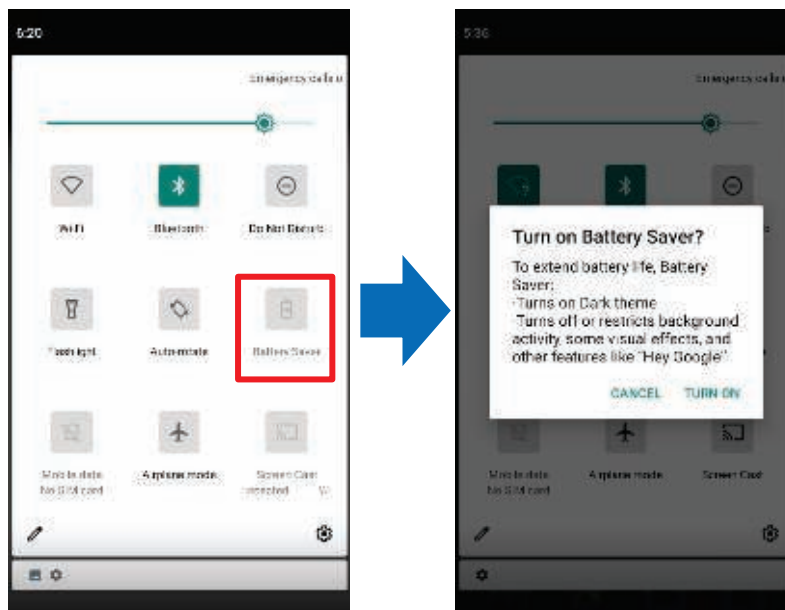 6:20
Emergency calls o
Wi-Fi
Bluetooth
Do Not Disturb
Flashlight
Auto-rotate
Battery Saver
Mobile data
Airplane mode
Screen Cast
No SIM card
5:36
Emergency calls
Turn on Battery Saver?
To extend battery life, Battery
Saver:
·Turns on Dark theme
·Turns off or restricts background
activity, some visual effects, and
other features like "Hey Google"
CANCEL TURN ON
Mobile data
Airplane mode
Screen Cast
No SIM card